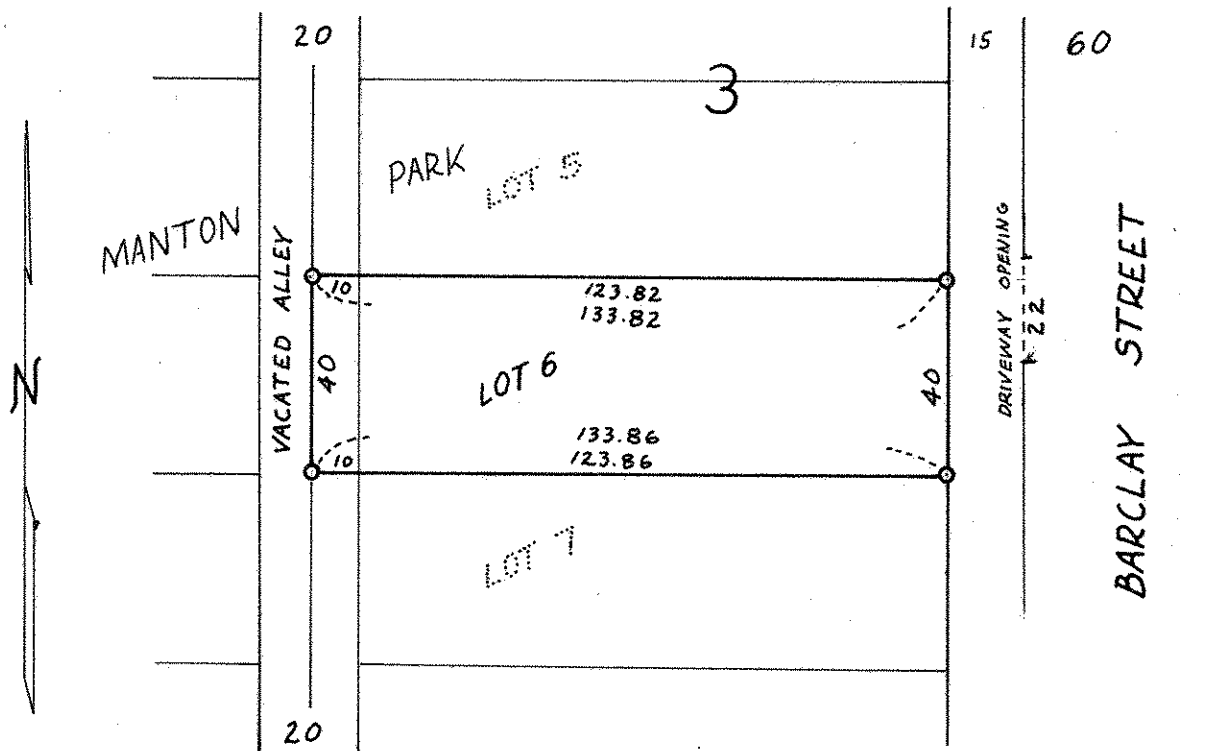 20
15
60
3
PARK
LOT 5
MANTON
VACATED ALLEY
10
123.82
133.82
DRIVEWAY OPENING
22
BARCLAY STREET
N
40
LOT 6
40
133.86
10
123.86
LOT 7
20